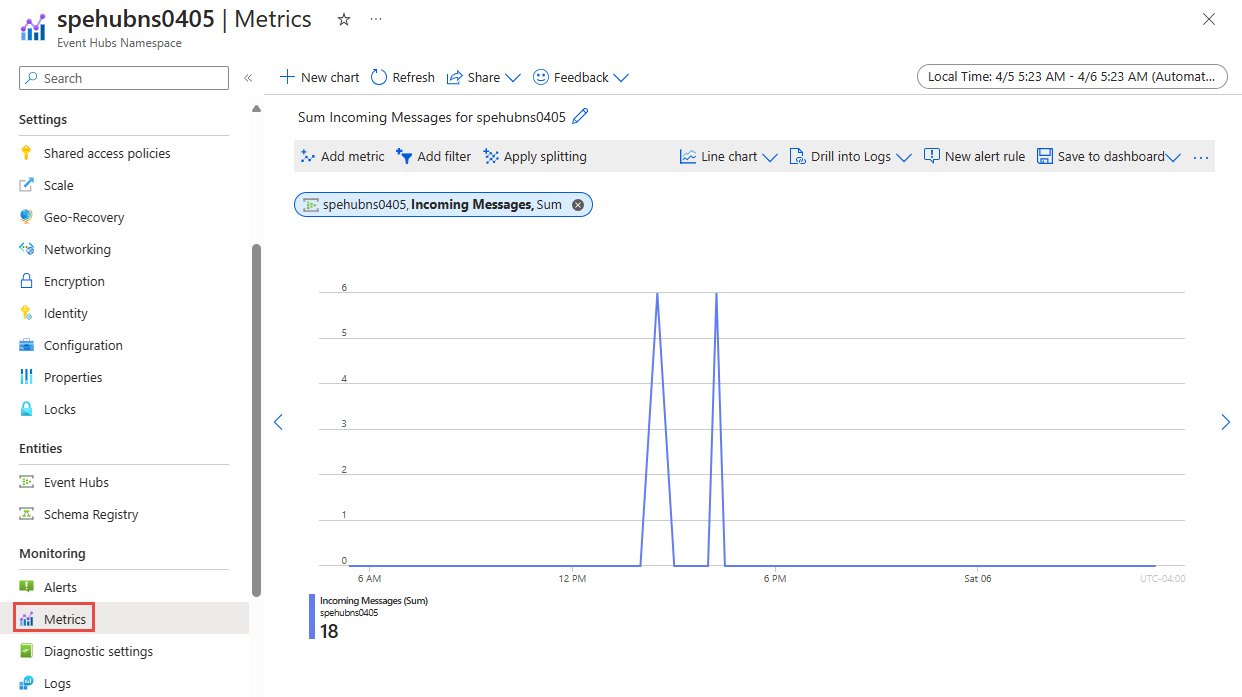 spehubns0405 | Metrics
Event Hubs Namespace
Search
New chart Refresh Share Feedback
Local Time: 4/5 5:23 AM - 4/6 5:23 AM (Automat...
Settings
Shared access policies
Scale
Geo-Recovery
Networking
Encryption
Identity
Configuration
Properties
Locks
Entities
Event Hubs
Schema Registry
Monitoring
Alerts
Metrics
Diagnostic settings
Logs
Sum Incoming Messages for spehubns0405
Add metric Add filter Apply splitting Line chart Drill into Logs New alert rule Save to dashboard
spehubns0405, Incoming Messages, Sum
6
5
4
3
2
1
0
6 AM 12 PM 6 PM Sat 06 UTC-04:00
Incoming Messages (Sum)
spehubns0405
18